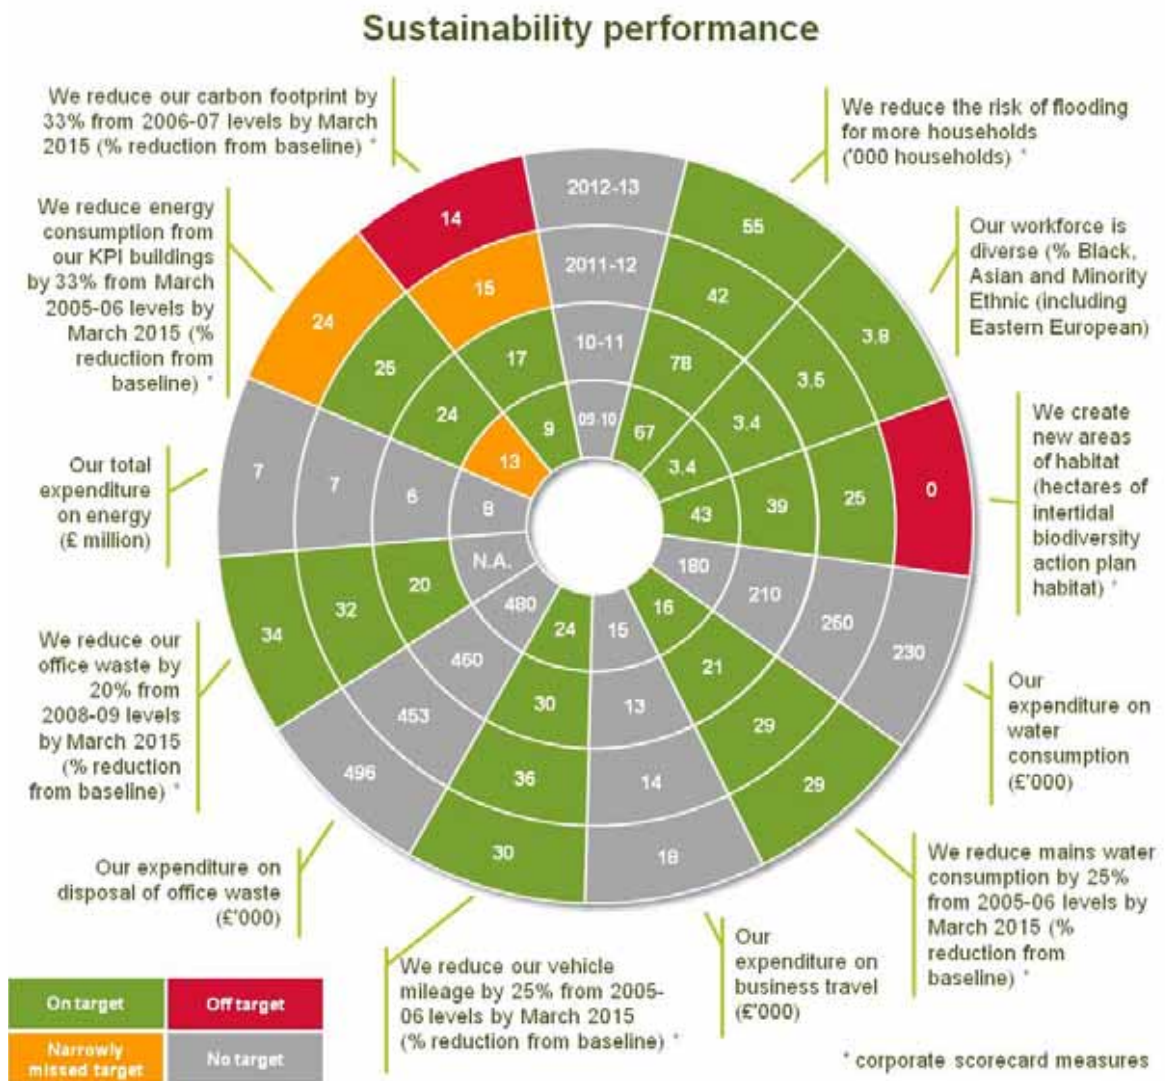 Sustainability performance
We reduce our carbon footprint by
33% from 2006-07 levels by March
2015 (% reduction from baseline) *
We reduce the risk of flooding
for more households
('000 households) *
We reduce energy
consumption from
our KPI buildings
by 33% from March
2005-06 levels by
March 2015 (%
reduction from
baseline) *
Our workforce is
diverse (% Black,
Asian and Minority
Ethnic (including
Eastern European)
We create
new areas
of habitat
(hectares of
intertidal
biodiversity
action plan
habitat) *
Our total
expenditure
on energy
(£ million)
We reduce our
office waste by
20% from
2008-09 levels
by March 2015
(% reduction
from baseline) *
Our
expenditure on
water
consumption
(£'000)
Our expenditure on
disposal of office waste
(£'000)
We reduce our vehicle
mileage by 25% from 2005-
06 levels by March 2015
(% reduction from baseline) *
Our
expenditure on
business travel
(£'000)
We reduce mains water
consumption by 25%
from 2005-06 levels by
March 2015 (%
reduction from
baseline) *
2012-13
2011-12
10-11
09-10
55
42
78
67
3.8
3.5
3.4
3.4
0
25
39
43
230
260
210
180
29
29
21
16
18
14
13
15
30
36
30
24
496
453
460
480
34
32
20
N.A.
7
7
6
8
24
25
24
13
14
15
17
9
On target
Off target
Narrowly
missed target
No target
* corporate scorecard measures